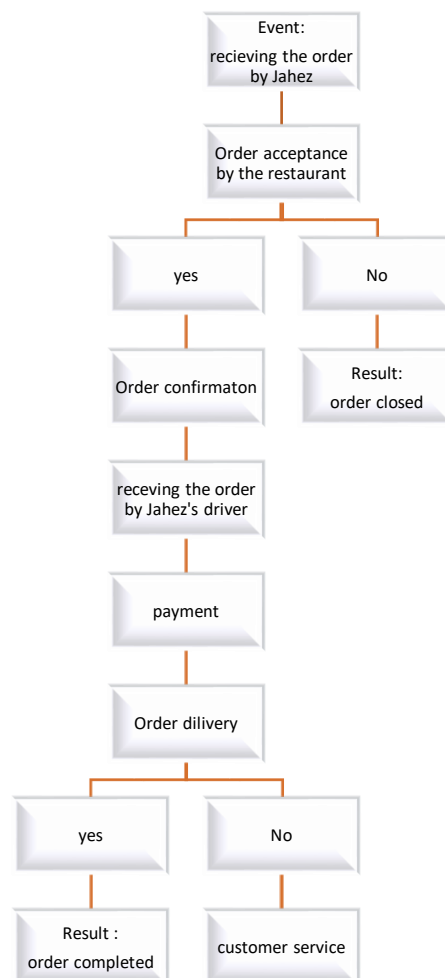 Event:
recieving the order
by Jahez
Order acceptance
by the restaurant
yes
No
Order confirmaton
Result:
order closed
receving the order
by Jahez's driver
payment
Order dilivery
yes
No
Result :
order completed
customer service